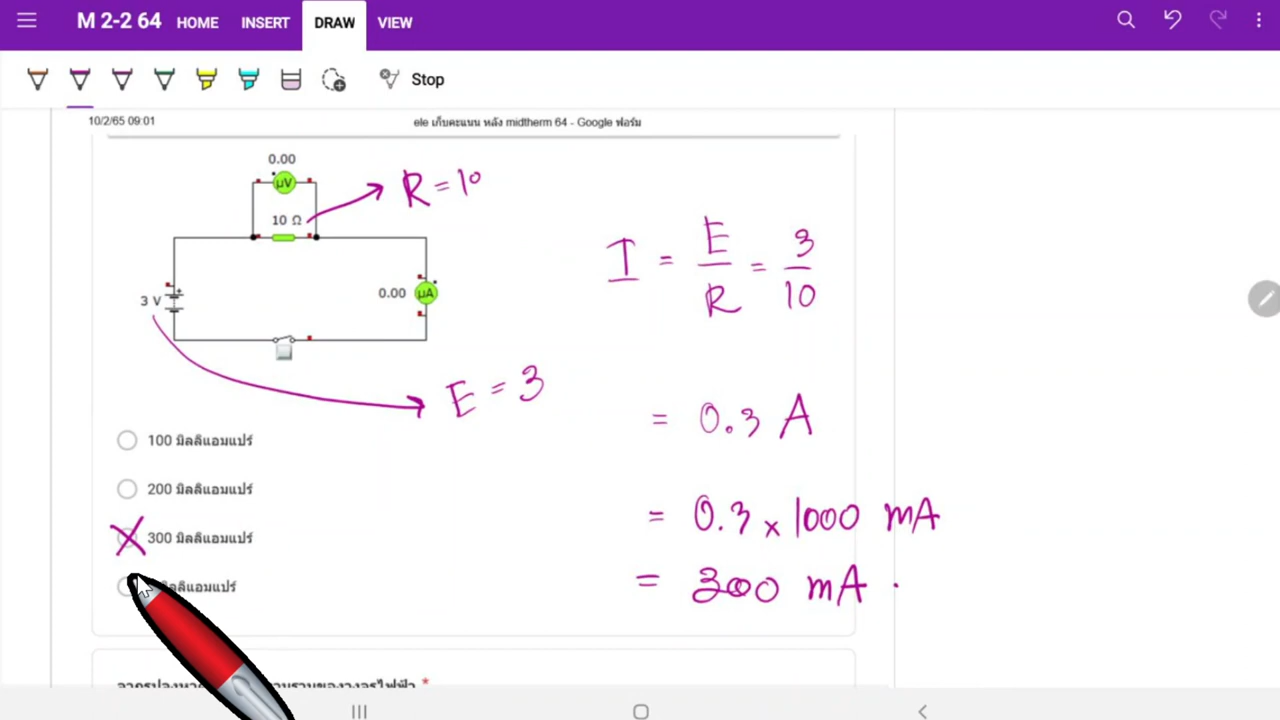 M 2-2 64 HOME INSERT DRAW VIEW
Stop
10/2/65 09:01 ele เก็บคะแนน หลัง midtherm 64 - Google ฟอร์ม
0.00
μV
10 Ω
R = 10
I = E/R = 3/10
3 V
0.00 μA
E = 3
= 0.3 A
100 มิลลิแอมแปร์
200 มิลลิแอมแปร์
300 มิลลิแอมแปร์
= 0.3 x 1000 mA
= 300 mA .
มิลลิแอมแปร์